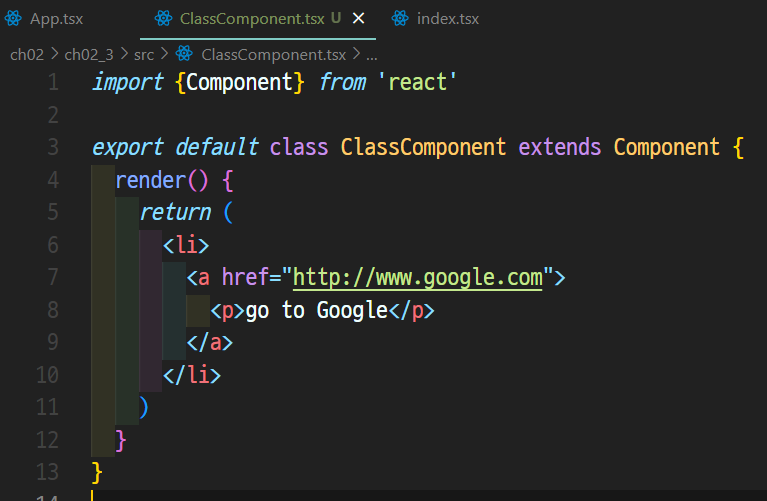 App.tsx ClassComponent.tsx U × index.tsx
ch02 > ch02_3 > src > ClassComponent.tsx > ...
1 import {Component} from 'react'
2
3 export default class ClassComponent extends Component {
4   render() {
5     return (
6       <li>
7         <a href="http://www.google.com">
8           <p>go to Google</p>
9         </a>
10       </li>
11     )
12   }
13 }
14